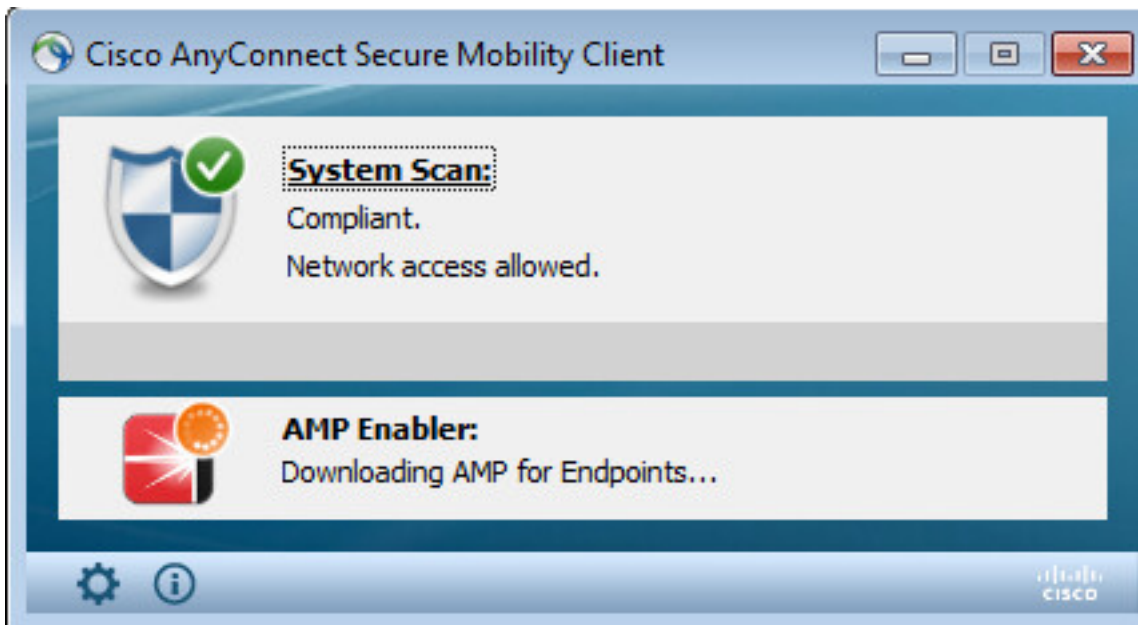 Cisco AnyConnect Secure Mobility Client
System Scan:
Compliant.
Network access allowed.
AMP Enabler:
Downloading AMP for Endpoints...
CISCO